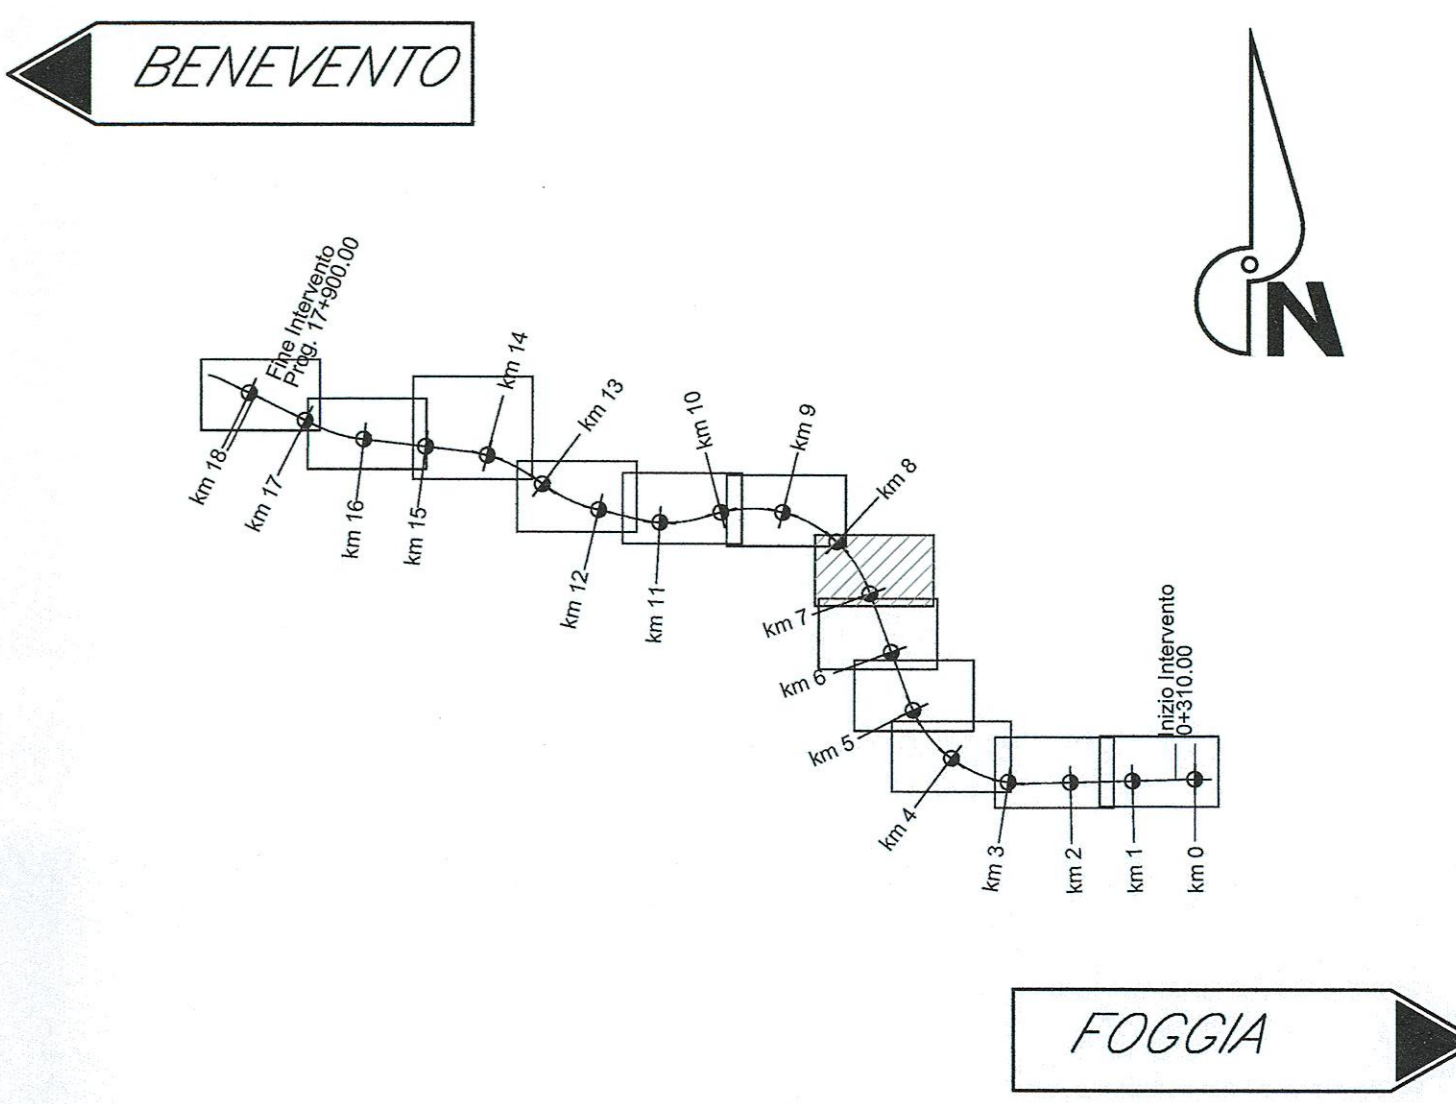 BENEVENTO
N
Fine Intervento
Prog. 17+900.00
km 18
km 17
km 16
km 15
km 14
km 13
km 12
km 11
km 10
km 9
km 8
km 7
km 6
km 5
km 4
km 3
km 2
km 1
km 0
Inizio Intervento
0+310.00
FOGGIA